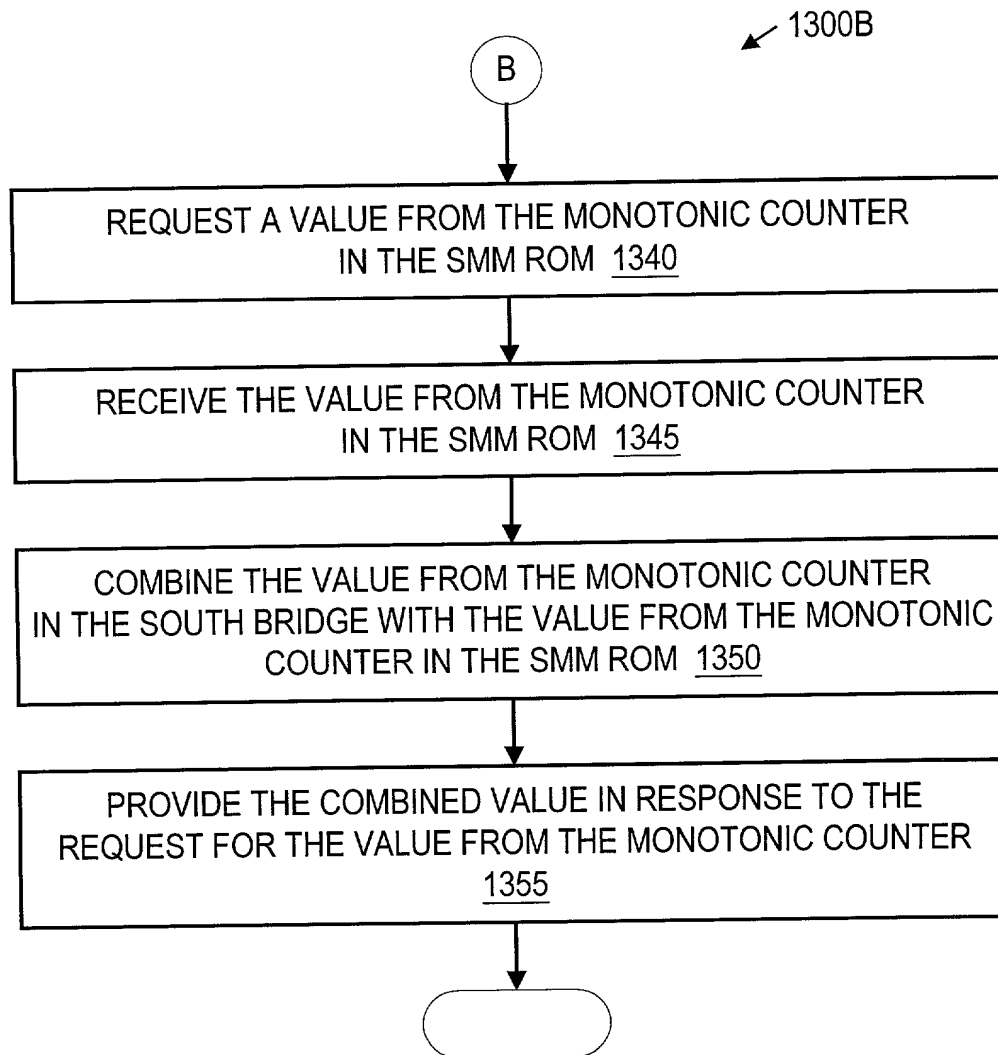 1300B
B
REQUEST A VALUE FROM THE MONOTONIC COUNTER
IN THE SMM ROM 1340
RECEIVE THE VALUE FROM THE MONOTONIC COUNTER
IN THE SMM ROM 1345
COMBINE THE VALUE FROM THE MONOTONIC COUNTER
IN THE SOUTH BRIDGE WITH THE VALUE FROM THE MONOTONIC
COUNTER IN THE SMM ROM 1350
PROVIDE THE COMBINED VALUE IN RESPONSE TO THE
REQUEST FOR THE VALUE FROM THE MONOTONIC COUNTER
1355